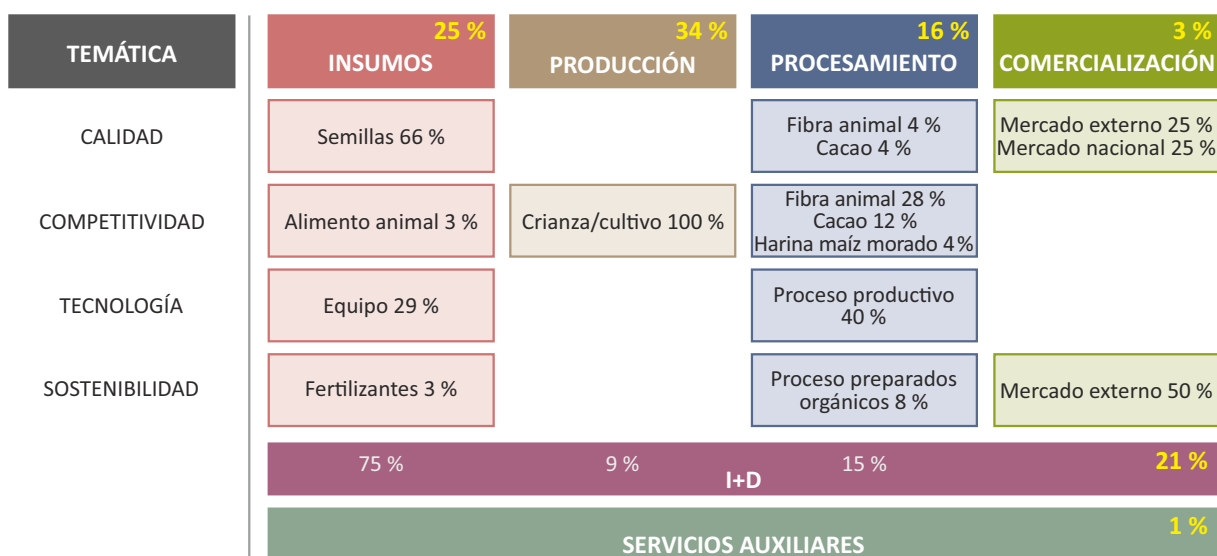 TEMÁTICA
25 %
INSUMOS
34 %
PRODUCCIÓN
16 %
PROCESAMIENTO
3 %
COMERCIALIZACIÓN
CALIDAD
Semillas 66 %
Fibra animal 4 %
Cacao 4 %
Mercado externo 25 %
Mercado nacional 25 %
COMPETITIVIDAD
Alimento animal 3 %
Crianza/cultivo 100 %
Fibra animal 28 %
Cacao 12 %
Harina maíz morado 4 %
TECNOLOGÍA
Equipo 29 %
Proceso productivo
40 %
SOSTENIBILIDAD
Fertilizantes 3 %
Proceso preparados
orgánicos 8 %
Mercado externo 50 %
75 %
9 %
15 %
21 %
I+D
1 %
SERVICIOS AUXILIARES